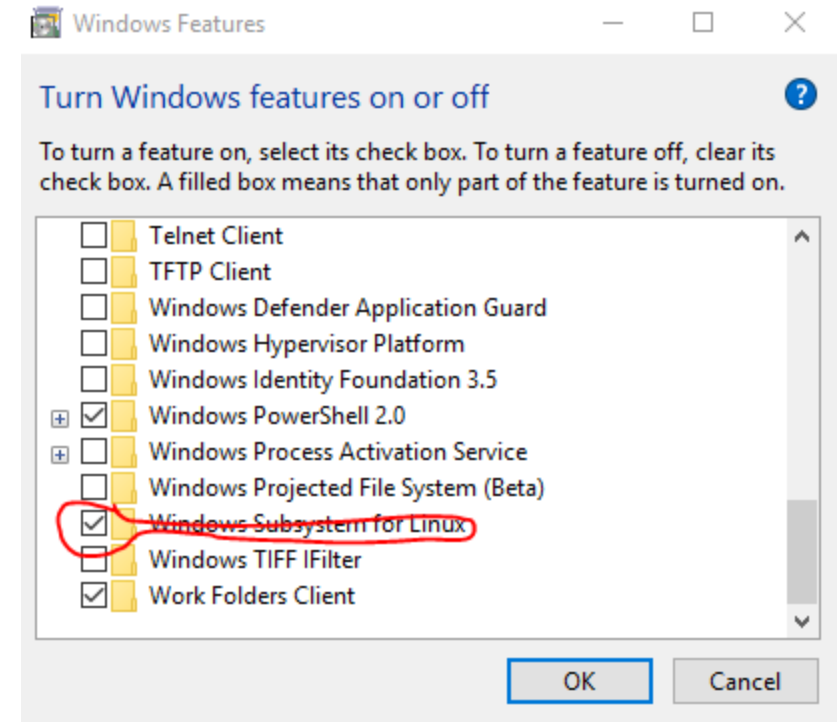 Windows Features
Turn Windows features on or off
?
To turn a feature on, select its check box. To turn a feature off, clear its
check box. A filled box means that only part of the feature is turned on.
Telnet Client
TFTP Client
Windows Defender Application Guard
Windows Hypervisor Platform
Windows Identity Foundation 3.5
Windows PowerShell 2.0
Windows Process Activation Service
Windows Projected File System (Beta)
Windows Subsystem for Linux
Windows TIFF IFilter
Work Folders Client
OK Cancel